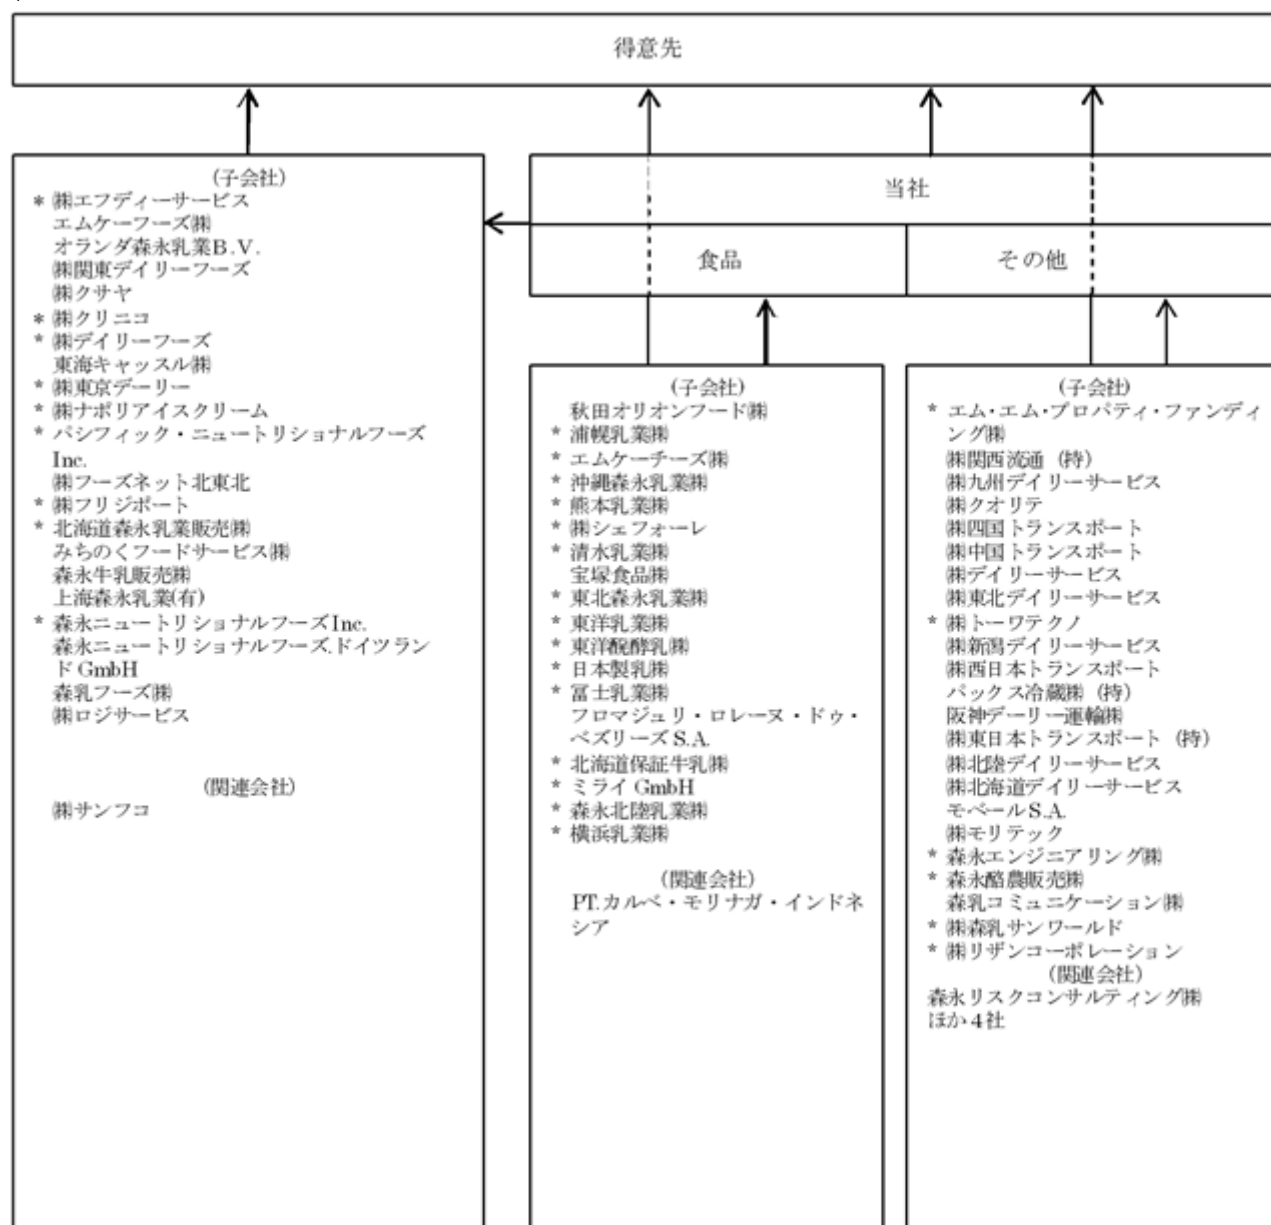 得意先
(子会社)
* ㈱エフディーサービス
エムケーフーズ㈱
オランダ森永乳業B.V.
㈱関東デイリーフーズ
㈱クサヤ
* ㈱クリニコ
* ㈱デイリーフーズ
東海キャッスル㈱
* ㈱東京デーリー
* ㈱ナポリアイスクリーム
* パシフィック・ニュートリショナルフーズ
Inc.
㈱フーズネット北東北
* ㈱フリジポート
* 北海道森永乳業販売㈱
みちのくフードサービス㈱
森永牛乳販売㈱
上海森永乳業(有)
* 森永ニュートリショナルフーズInc.
森永ニュートリショナルフーズ.ドイツラン
ド GmbH
森乳フーズ㈱
㈱ロジサービス
(関連会社)
㈱サンフコ
当社
食品
その他
(子会社)
秋田オリオンフード㈱
* 浦幌乳業㈱
* エムケーチーズ㈱
* 沖縄森永乳業㈱
* 熊本乳業㈱
* ㈱シェフォーレ
* 清水乳業㈱
宝塚食品㈱
* 東北森永乳業㈱
* 東洋乳業㈱
* 東洋醗酵乳㈱
* 日本製乳㈱
* 冨士乳業㈱
フロマジュリ・ロレーヌ・ドゥ・
ベズリーズ S.A.
* 北海道保証牛乳㈱
* ミライ GmbH
* 森永北陸乳業㈱
* 横浜乳業㈱
(関連会社)
PT.カルベ・モリナガ・インドネ
シア
(子会社)
* エム・エム・プロパティ・ファンディ
ング㈱
㈱関西流通 (持)
㈱九州デイリーサービス
㈱クオリテ
㈱四国トランスポート
㈱中国トランスポート
㈱デイリーサービス
㈱東北デイリーサービス
* ㈱トーワテクノ
㈱新潟デイリーサービス
㈱西日本トランスポート
パックス冷蔵㈱ (持)
阪神デーリー運輸㈱
㈱東日本トランスポート (持)
㈱北陸デイリーサービス
㈱北海道デイリーサービス
モベールS.A.
㈱モリテック
* 森永エンジニアリング㈱
* 森永酪農販売㈱
森乳コミュニケーション㈱
* ㈱森乳サンワールド
* ㈱リザンコーポレーション
(関連会社)
森永リスクコンサルティング㈱
ほか4社